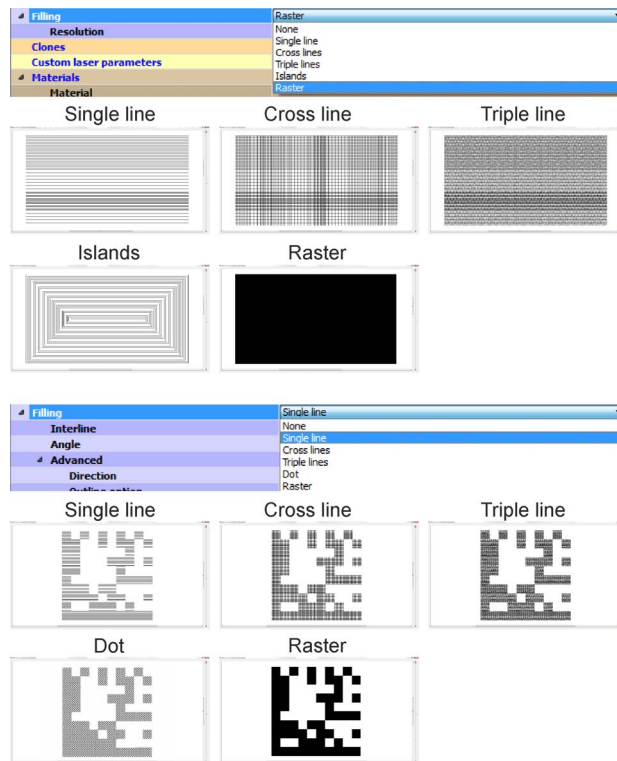 Filling Raster
Resolution None
Single line
Clones Cross lines
Custom laser parameters Triple lines
Materials Islands
Material Raster
Single line Cross line Triple line
Islands Raster
Filling Single line
Interline None
Single line
Angle Cross lines
Advanced Triple lines
Direction Dot
Outline option Raster
Single line Cross line Triple line
Dot Raster